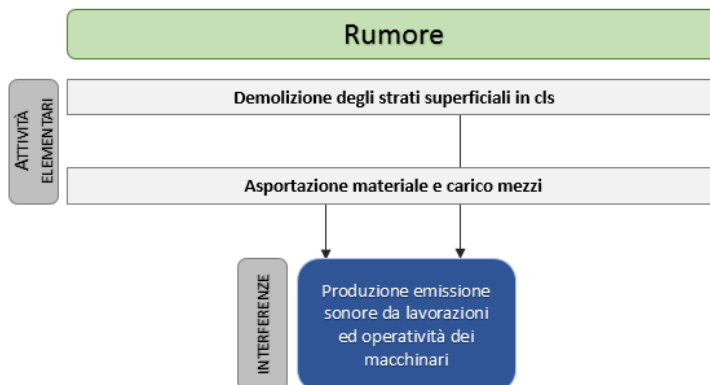 Rumore
ATTIVITÀ
ELEMENTARI
Demolizione degli strati superficiali in cls
Asportazione materiale e carico mezzi
INTERFERENZE
Produzione emissione
sonore da lavorazioni
ed operatività dei
macchinari